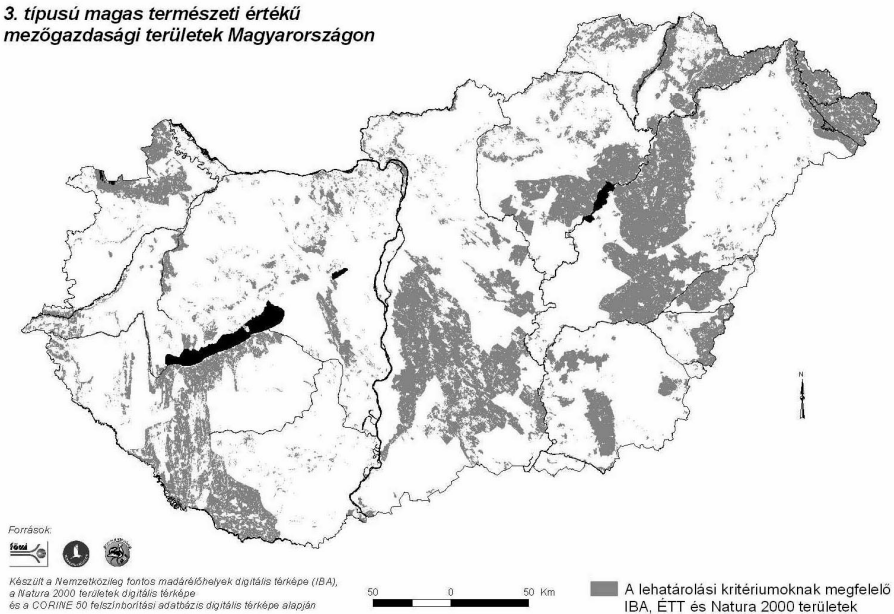 3. típusú magas természeti értékű
mezőgazdasági területek Magyarországon
N
Források:
fömi
Készült a Nemzetközileg fontos madárélőhelyek digitális térképe (IBA),
a Natura 2000 területek digitális térképe
és a CORINE 50 felszínborítási adatbázis digitális térképe alapján
50 0 50 Km
A lehatárolási kritériumoknak megfelelő
IBA, ÉTT és Natura 2000 területek